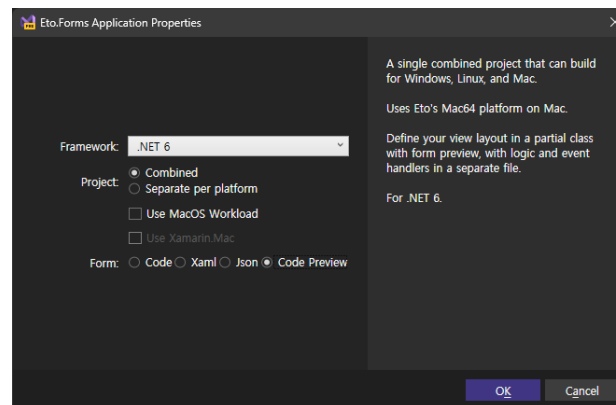 Eto.Forms Application Properties
A single combined project that can build
for Windows, Linux, and Mac.
Uses Eto's Mac64 platform on Mac.
Define your view layout in a partial class
with form preview, with logic and event
handlers in a separate file.
For .NET 6.
Framework: .NET 6
Project: Combined
Separate per platform
Use MacOS Workload
Use Xamarin.Mac
Form: Code Xaml Json Code Preview
OK Cancel